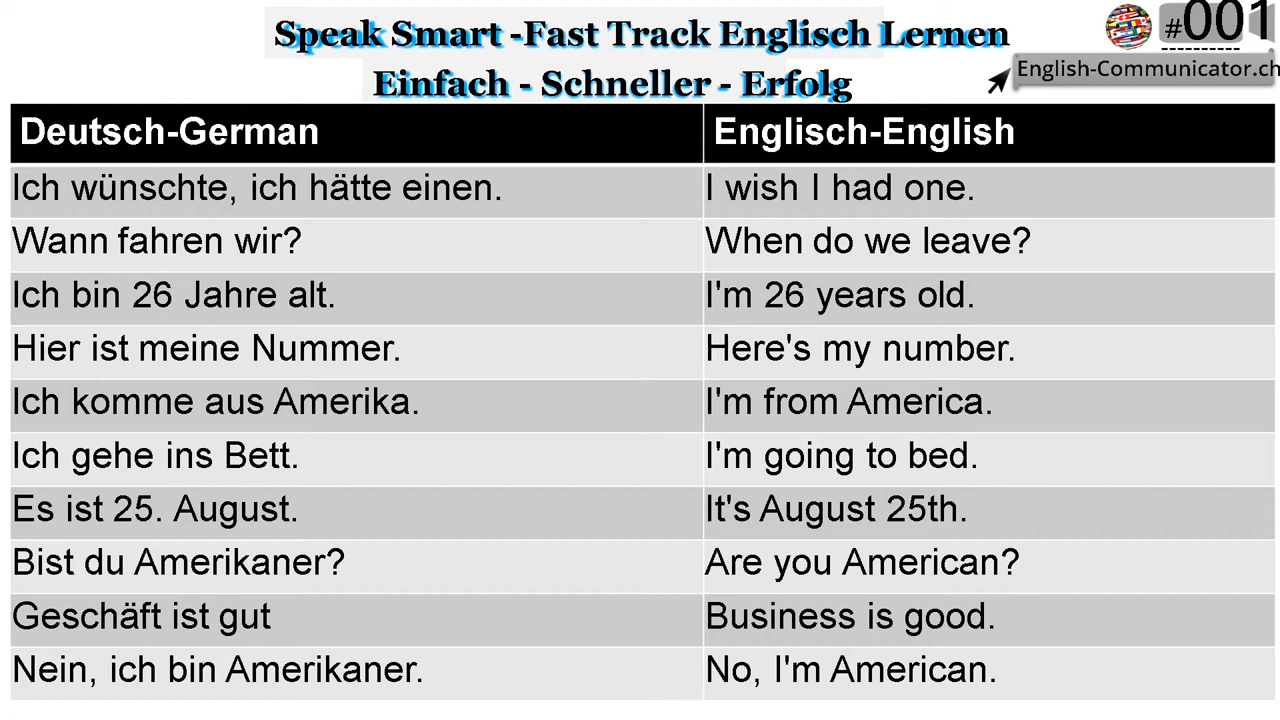 Speak Smart -Fast Track Englisch Lernen
Einfach - Schneller - Erfolg
#001
English-Communicator.ch
Deutsch-German Englisch-English
Ich wünschte, ich hätte einen. I wish I had one.
Wann fahren wir? When do we leave?
Ich bin 26 Jahre alt. I'm 26 years old.
Hier ist meine Nummer. Here's my number.
Ich komme aus Amerika. I'm from America.
Ich gehe ins Bett. I'm going to bed.
Es ist 25. August. It's August 25th.
Bist du Amerikaner? Are you American?
Geschäft ist gut Business is good.
Nein, ich bin Amerikaner. No, I'm American.